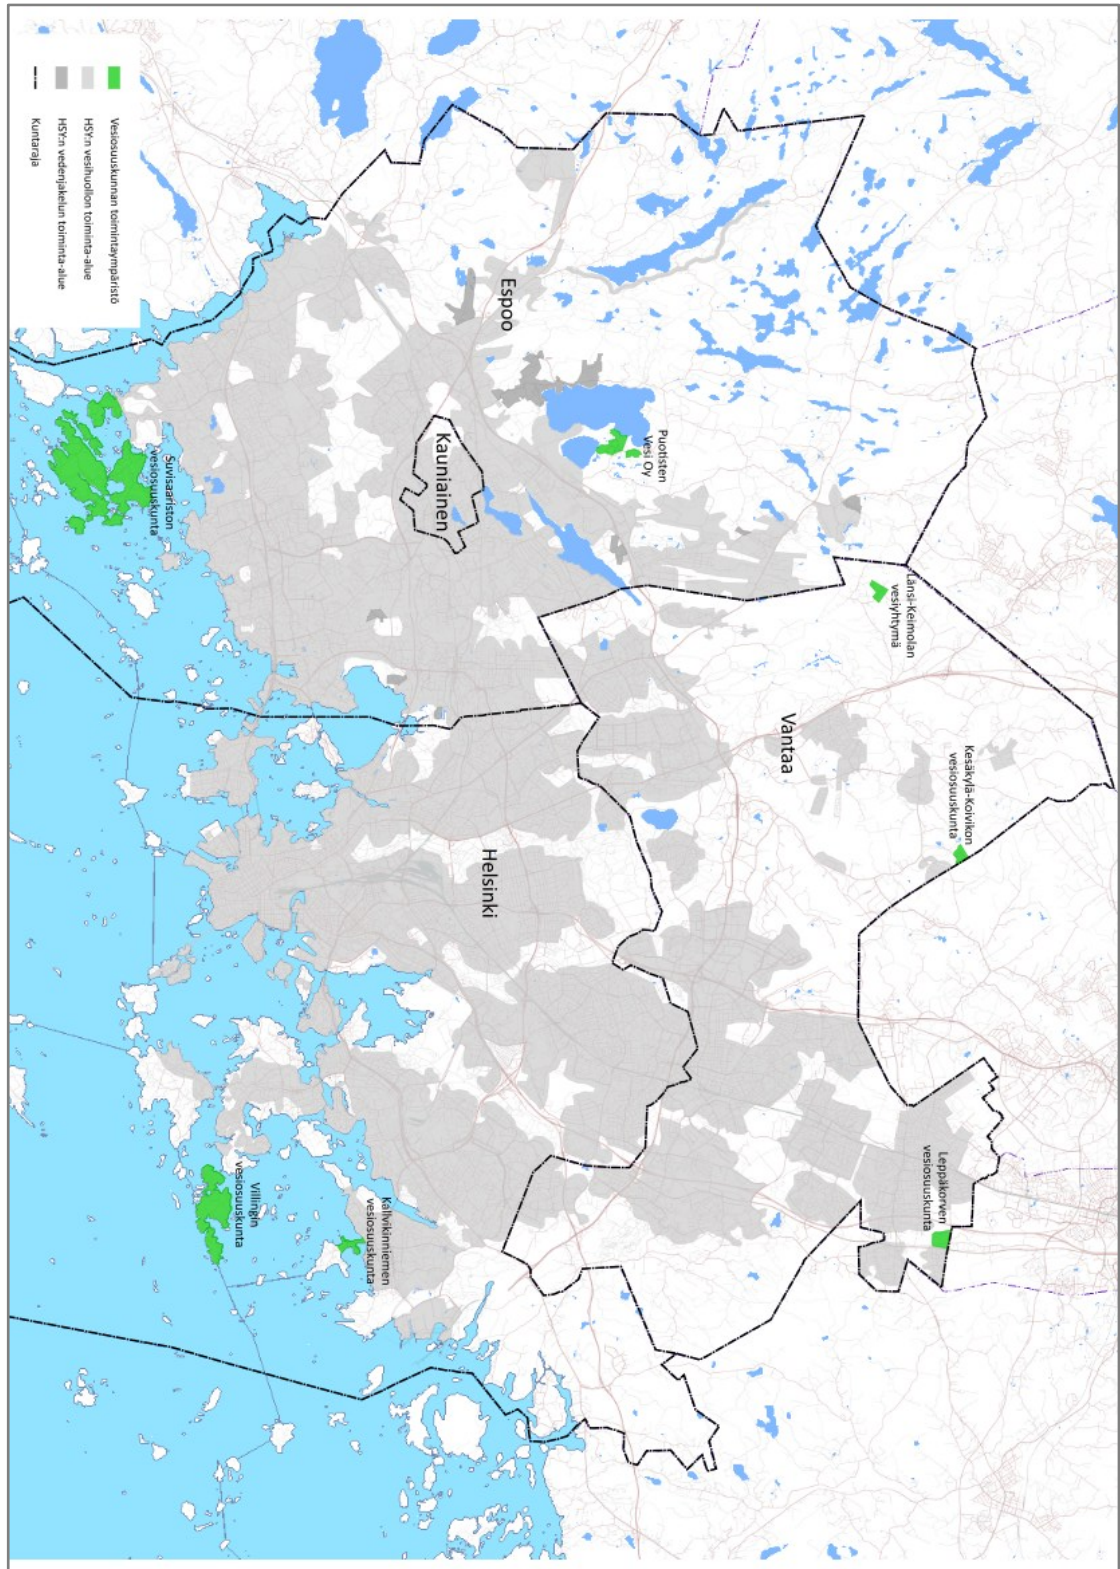 Länsi-Keimolan
vesiyhtymä
Kesäkylä-Koivikon
vesiosuuskunta
Leppäkorven
vesiosuuskunta
Vantaa
Puotisten
Vesi Oy
Espoo
Kauniainen
Helsinki
Kallvikinniemen
vesiosuuskunta
Villingin
vesiosuuskunta
Suvisaariston
vesiosuuskunta
Vesiosuuskunnan toimintaympäristö
HSY:n vesihuollon toiminta-alue
HSY:n vedenjakelun toiminta-alue
Kuntaraja